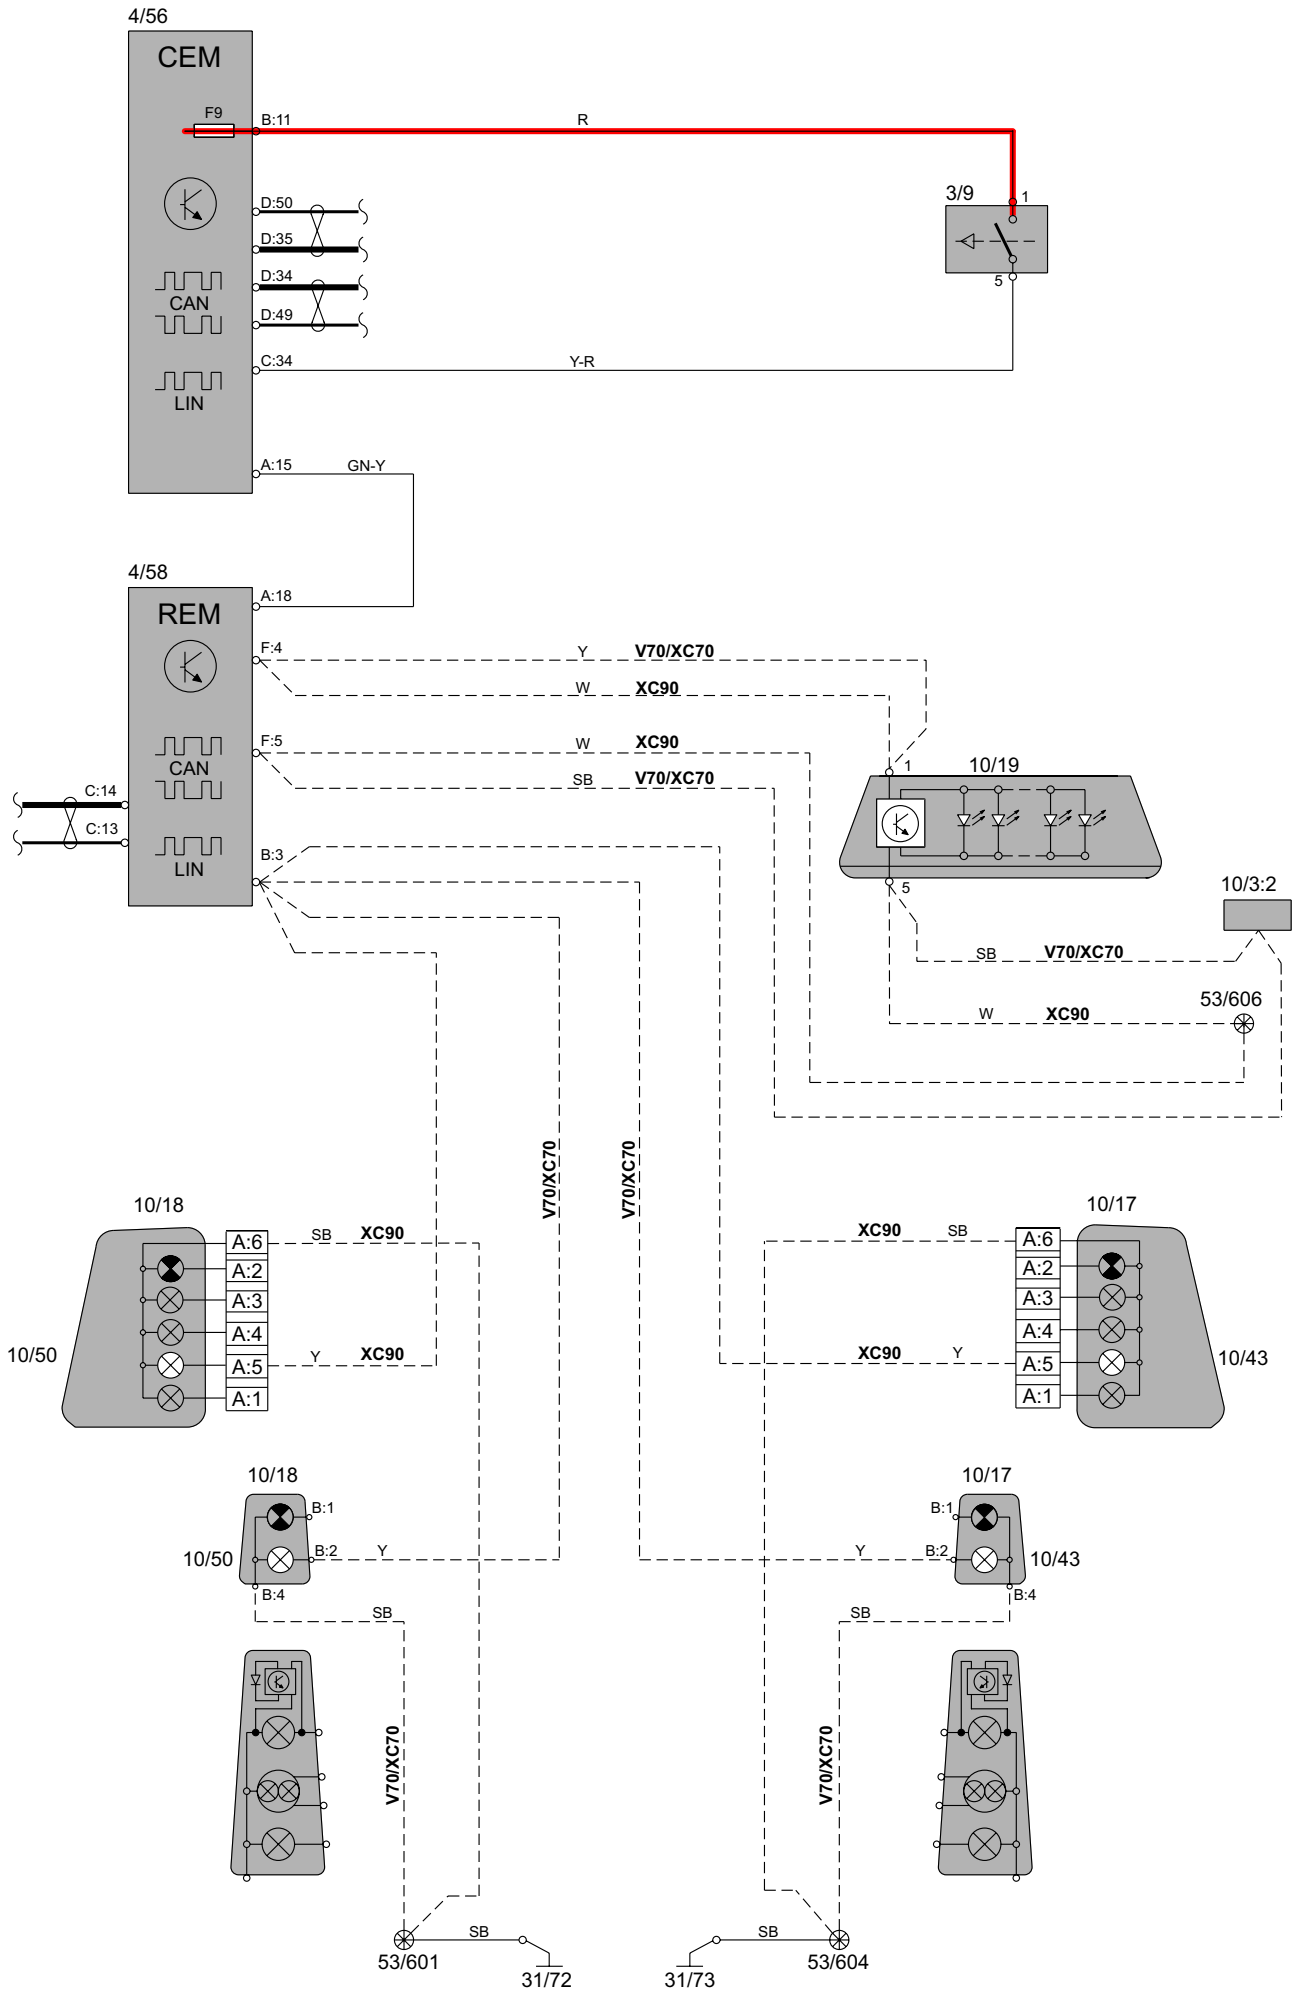 4/56
CEM
F9
B:11
R
D:50
3/9
1
D:35
D:34
5
CAN
D:49
C:34
Y-R
LIN
A:15
GN-Y
4/58
REM
A:18
F:4
Y
V70/XC70
W
XC90
F:5
W
XC90
CAN
SB
V70/XC70
1
10/19
C:14
C:13
B:3
LIN
5
10/3:2
SB
V70/XC70
53/606
W
XC90
V70/XC70
V70/XC70
10/18
10/17
A:6
SB
XC90
XC90
SB
A:6
A:2
A:2
A:3
A:3
A:4
A:4
10/50
A:5
Y
XC90
XC90
Y
A:5
10/43
A:1
A:1
10/18
10/17
B:1
B:1
10/50
B:2
Y
Y
B:2
10/43
B:4
B:4
SB
SB
V70/XC70
V70/XC70
SB
SB
53/601
31/72
31/73
53/604